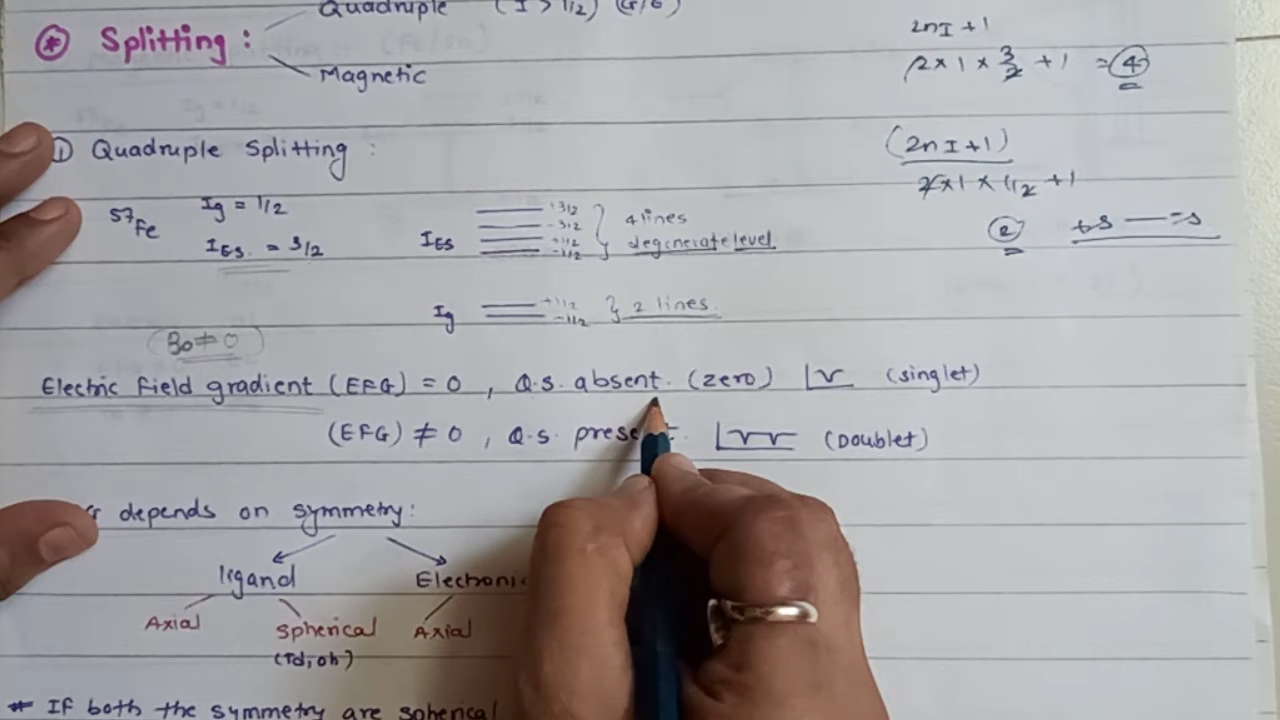 Quadruple (I > 1/2) (G/E)
* Splitting :
Magnetic
2nI + 1
2 × 1 × 3/2 + 1 = 4
① Quadruple Splitting :
(2nI + 1)
2 × 1 × 1/2 + 1
2
+s — -s
57Fe Ig = 1/2
IES. = 3/2
IES +3/2 -3/2 +1/2 -1/2 } 4 lines degenerate level
Ig +1/2 -1/2 } 2 lines.
(Bo ≠ 0)
Electric field gradient (EFG) = 0 , Q.S. absent. (zero) (singlet)
(EFG) ≠ 0 , Q.S. prese t. (Doublet)
depends on symmetry :
ligand Electronic
Axial Spherical Axial
(Td, oh)
* If both the symmetry are spherical